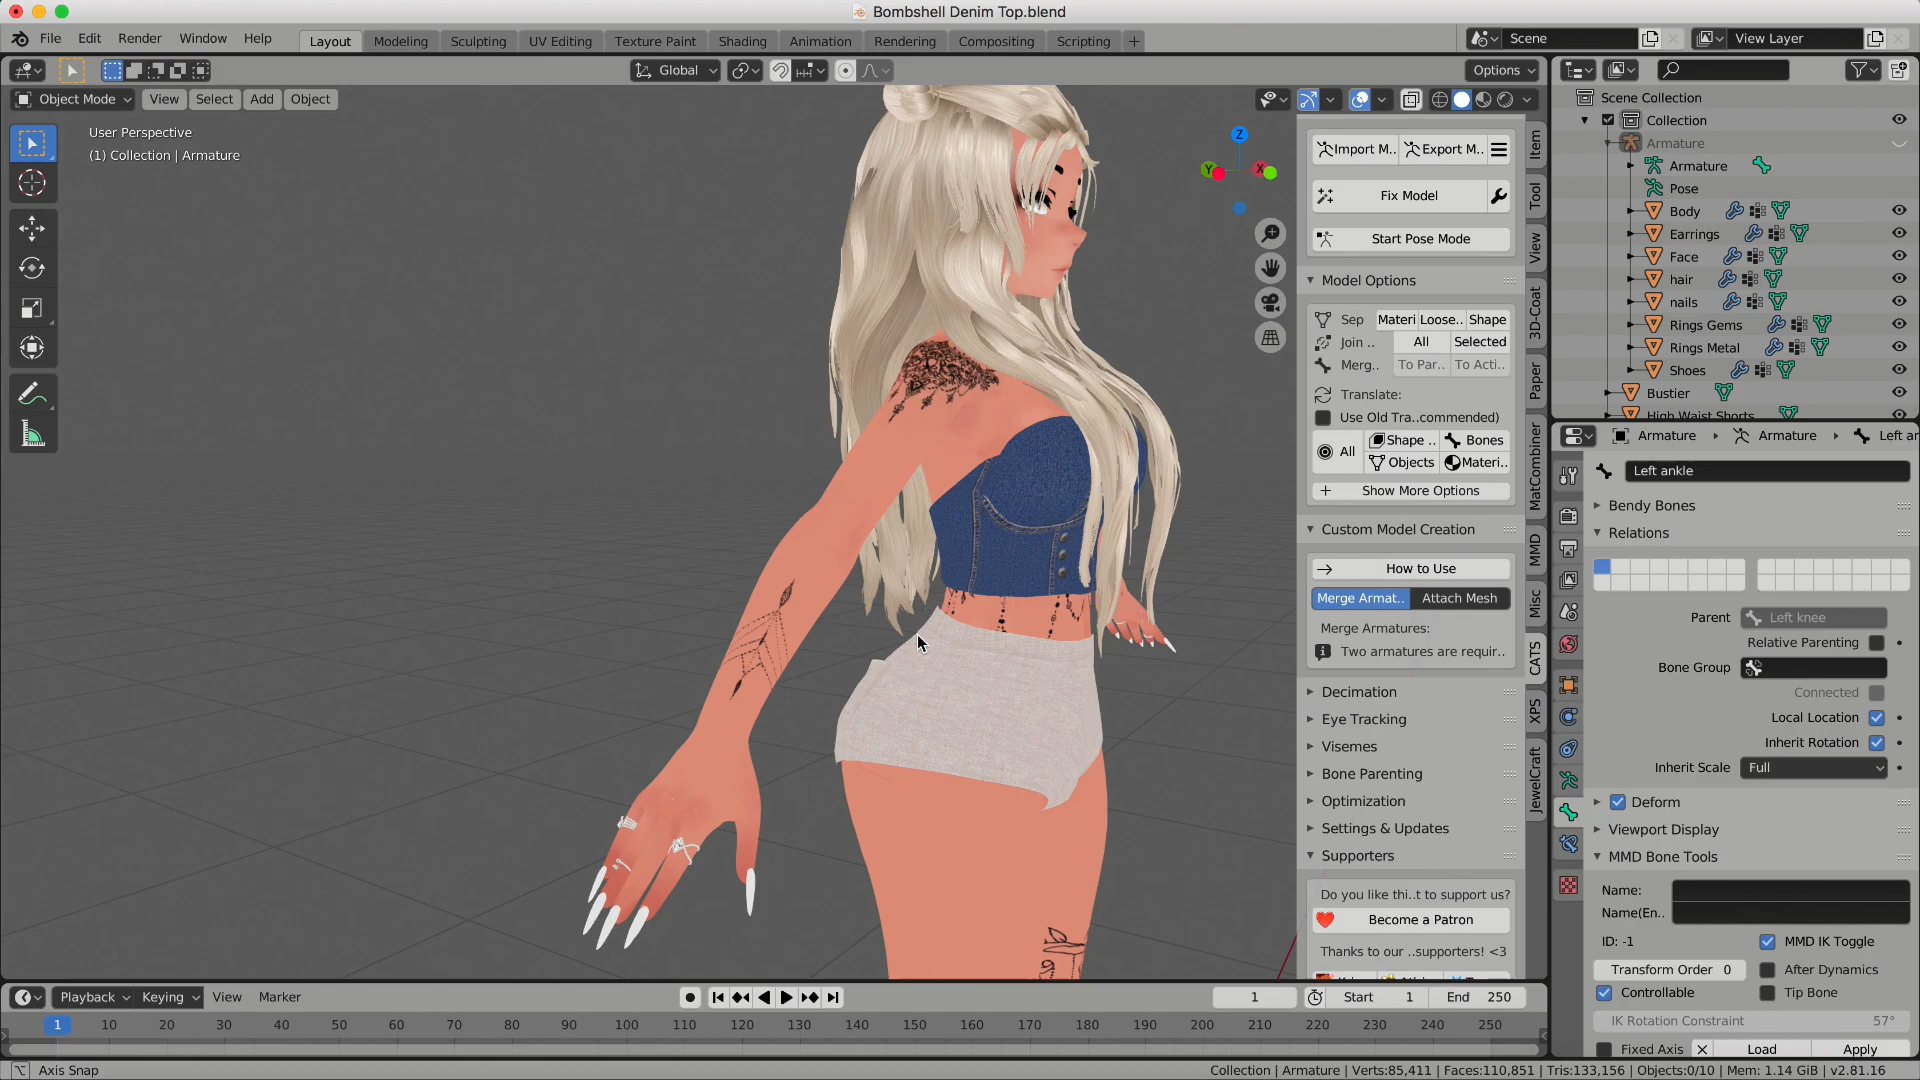 Bombshell Denim Top.blend
File Edit Render Window Help Layout Modeling Sculpting UV Editing Texture Paint Shading Animation Rendering Compositing Scripting + Scene View Layer
Global Options
Object Mode View Select Add Object
User Perspective
(1) Collection | Armature
Z
Y X
Import M.. Export M..
Fix Model
Start Pose Mode
Model Options
Sep Materi Loose.. Shape
Join .. All Selected
Merg.. To Par.. To Acti..
Translate:
Use Old Tra..commended)
All Shape .. Bones
Objects Materi..
Show More Options
Custom Model Creation
How to Use
Merge Armat.. Attach Mesh
Merge Armatures:
Two armatures are requir..
Decimation
Eye Tracking
Visemes
Bone Parenting
Optimization
Settings & Updates
Supporters
Do you like thi..t to support us?
Become a Patron
Thanks to our ..supporters! <3
Item
Tool
View
3D-Coat
Paper
MatCombiner
MMD
Misc
CATS
XPS
JewelCraft
Scene Collection
Collection
Armature
Armature
Pose
Body
Earrings
Face
hair
nails
Rings Gems
Rings Metal
Shoes
Bustier
High Waist Shorts
Armature Armature Left ar
Left ankle
Bendy Bones
Relations
Parent Left knee
Relative Parenting
Bone Group
Connected
Local Location
Inherit Rotation
Inherit Scale Full
Deform
Viewport Display
MMD Bone Tools
Name:
Name(En..
ID: -1 MMD IK Toggle
Transform Order 0 After Dynamics
Controllable Tip Bone
IK Rotation Constraint 57°
Fixed Axis Load Apply
Playback Keying View Marker 1 Start 1 End 250
1 10 20 30 40 50 60 70 80 90 100 110 120 130 140 150 160 170 180 190 200 210 220 230 240 250
Axis Snap Collection | Armature | Verts:85,411 | Faces:110,851 | Tris:133,156 | Objects:0/10 | Mem: 1.14 GiB | v2.81.16